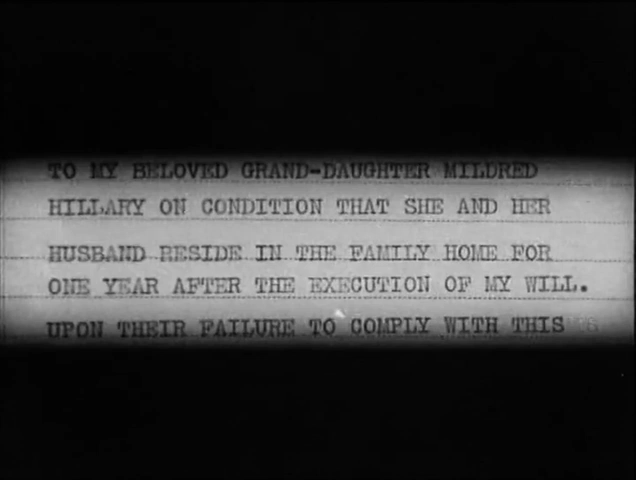 TO MY BELOVED GRAND-DAUGHTER MILDRED
HILLARY ON CONDITION THAT SHE AND HER
HUSBAND RESIDE IN THE FAMILY HOME FOR
ONE YEAR AFTER THE EXECUTION OF MY WILL.
UPON THEIR FAILURE TO COMPLY WITH THIS